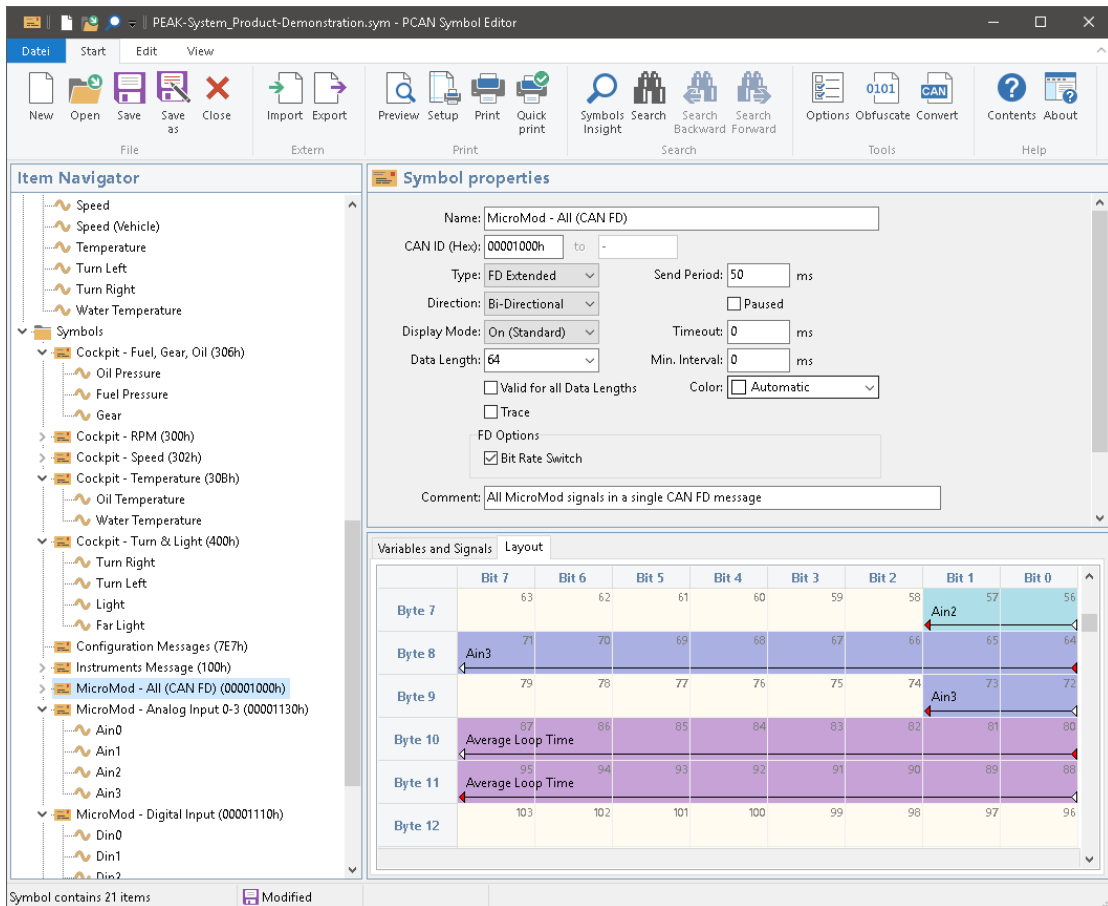 PEAK-System_Product-Demonstration.sym - PCAN Symbol Editor
Datei Start Edit View
New Open Save Save as Close Import Export Preview Setup Print Quick print Symbols Insight Search Search Backward Search Forward Options 0101 Obfuscate CAN Convert Contents About
File Extern Print Search Tools Help
Item Navigator
Speed
Speed (Vehicle)
Temperature
Turn Left
Turn Right
Water Temperature
Symbols
Cockpit - Fuel, Gear, Oil (306h)
Oil Pressure
Fuel Pressure
Gear
Cockpit - RPM (300h)
Cockpit - Speed (302h)
Cockpit - Temperature (30Bh)
Oil Temperature
Water Temperature
Cockpit - Turn & Light (400h)
Turn Right
Turn Left
Light
Far Light
Configuration Messages (7E7h)
Instruments Message (100h)
MicroMod - All (CAN FD) (00001000h)
MicroMod - Analog Input 0-3 (00001130h)
Ain0
Ain1
Ain2
Ain3
MicroMod - Digital Input (00001110h)
Din0
Din1
Din2
Symbol properties
Name: MicroMod - All (CAN FD)
CAN ID (Hex): 00001000h to -
Type: FD Extended Send Period: 50 ms
Direction: Bi-Directional Paused
Display Mode: On (Standard) Timeout: 0 ms
Data Length: 64 Min. Interval: 0 ms
Valid for all Data Lengths Color: Automatic
Trace
FD Options
Bit Rate Switch
Comment: All MicroMod signals in a single CAN FD message
Variables and Signals Layout
Bit 7 Bit 6 Bit 5 Bit 4 Bit 3 Bit 2 Bit 1 Bit 0
Byte 7 63 62 61 60 59 58 57 56
Ain2
Byte 8 71 70 69 68 67 66 65 64
Ain3
Byte 9 79 78 77 76 75 74 73 72
Ain3
Byte 10 87 86 85 84 83 82 81 80
Average Loop Time
Byte 11 95 94 93 92 91 90 89 88
Average Loop Time
Byte 12 103 102 101 100 99 98 97 96
Symbol contains 21 items Modified